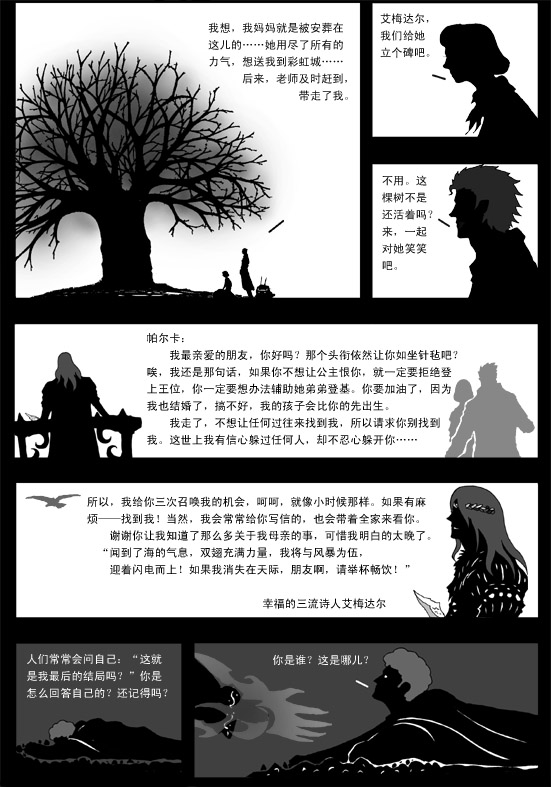 我想，我妈妈就是被安葬在
这儿的……她用尽了所有的
力气，想送我到彩虹城……
后来，老师及时赶到，
带走了我。
艾梅达尔，
我们给她
立个碑吧。
不用。这
棵树不是
还活着吗？
来，一起
对她笑笑
吧。
帕尔卡：
我最亲爱的朋友，你好吗？那个头衔依然让你如坐针毡吧？
唉，我还是那句话，如果你不想让公主恨你，就一定要拒绝登
上王位，你一定要想办法辅助她弟弟登基。你要加油了，因为
我也结婚了，搞不好，我的孩子会比你的先出生。
我走了，不想让任何过往来找到我，所以请求你别找到
我。这世上我有信心躲过任何人，却不忍心躲开你……
所以，我给你三次召唤我的机会，呵呵，就像小时候那样。如果有麻
烦——找到我！当然，我会常常给你写信的，也会带着全家来看你。
谢谢你让我知道了那么多关于我母亲的事，可惜我明白的太晚了。
“闻到了海的气息，双翅充满力量，我将与风暴为伍，
迎着闪电而上！如果我消失在天际，朋友啊，请举杯畅饮！”
幸福的三流诗人艾梅达尔
人们常常会问自己：“这就
是我最后的结局吗？”你是
怎么回答自己的？还记得吗？
你是谁？这是哪儿？